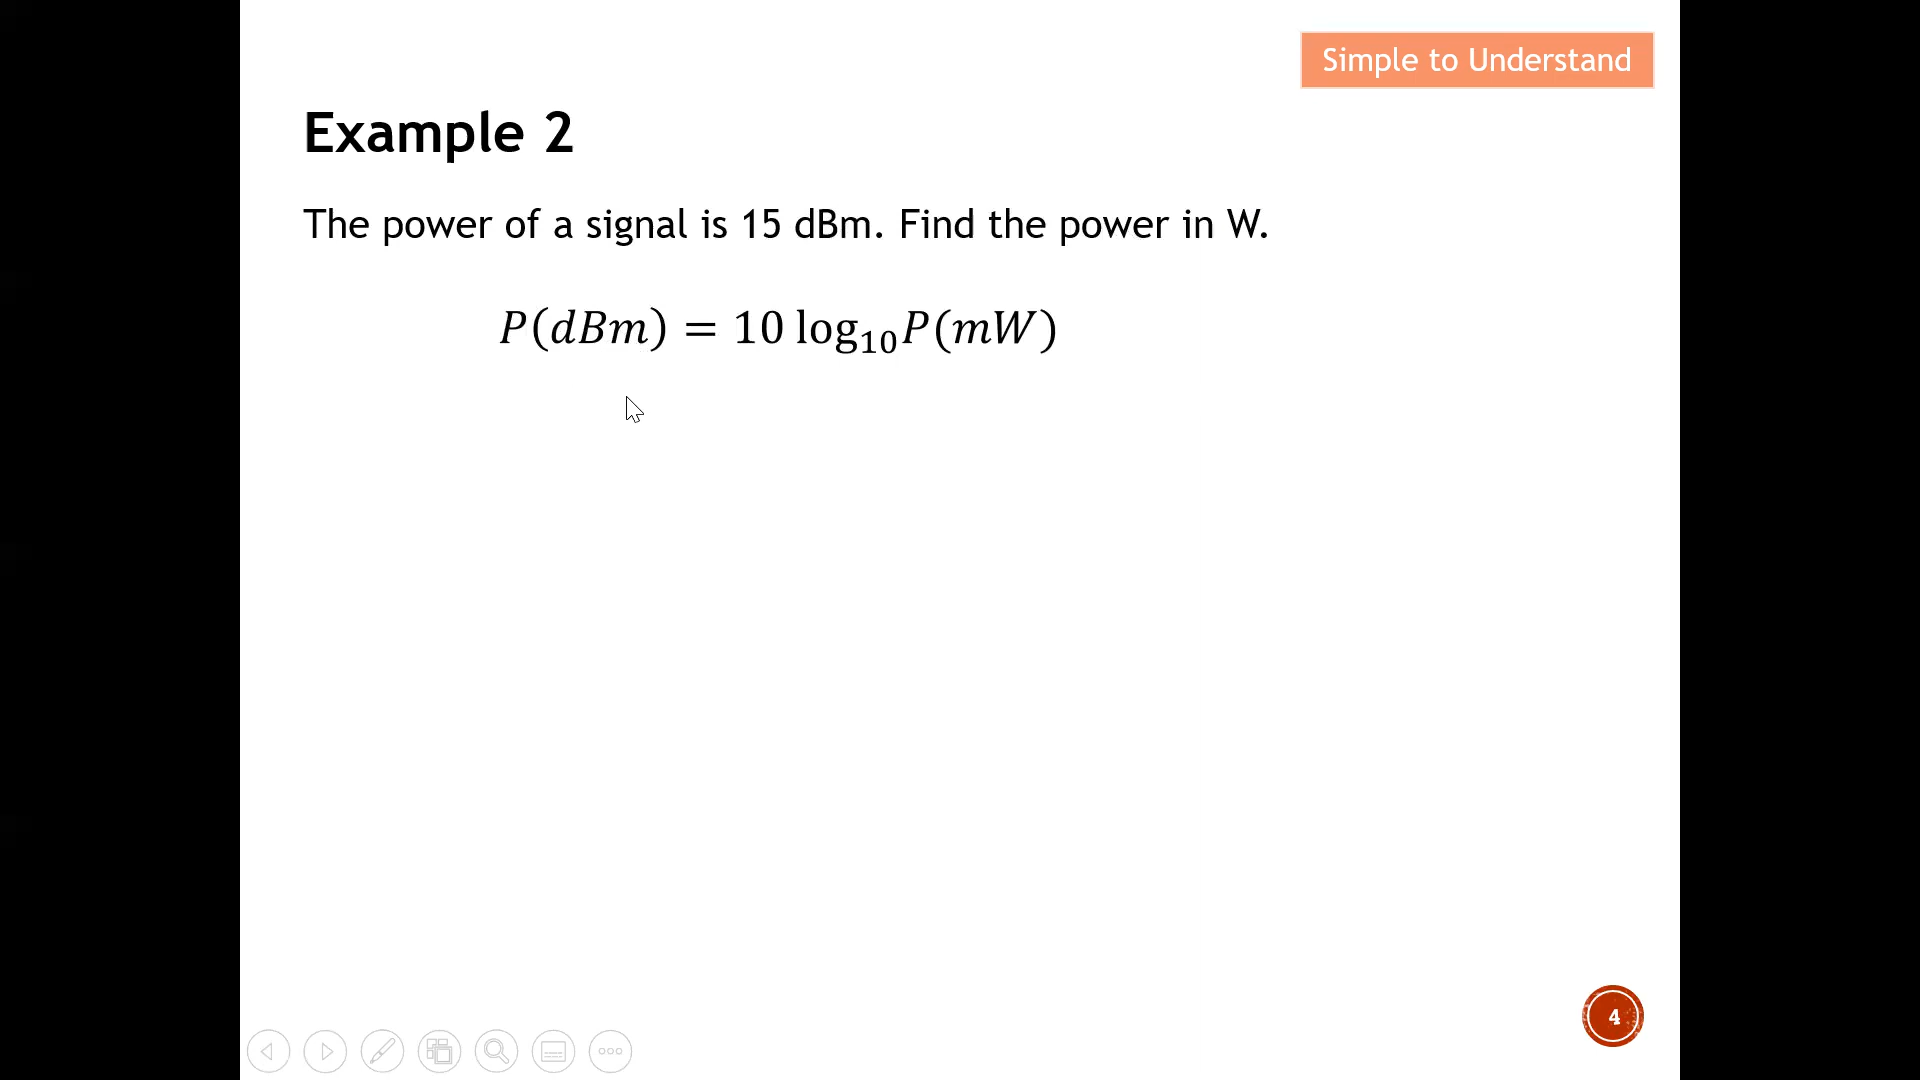 Simple to Understand
Example 2
The power of a signal is 15 dBm. Find the power in W.
P(dBm) = 10 log₁₀P(mW)
4